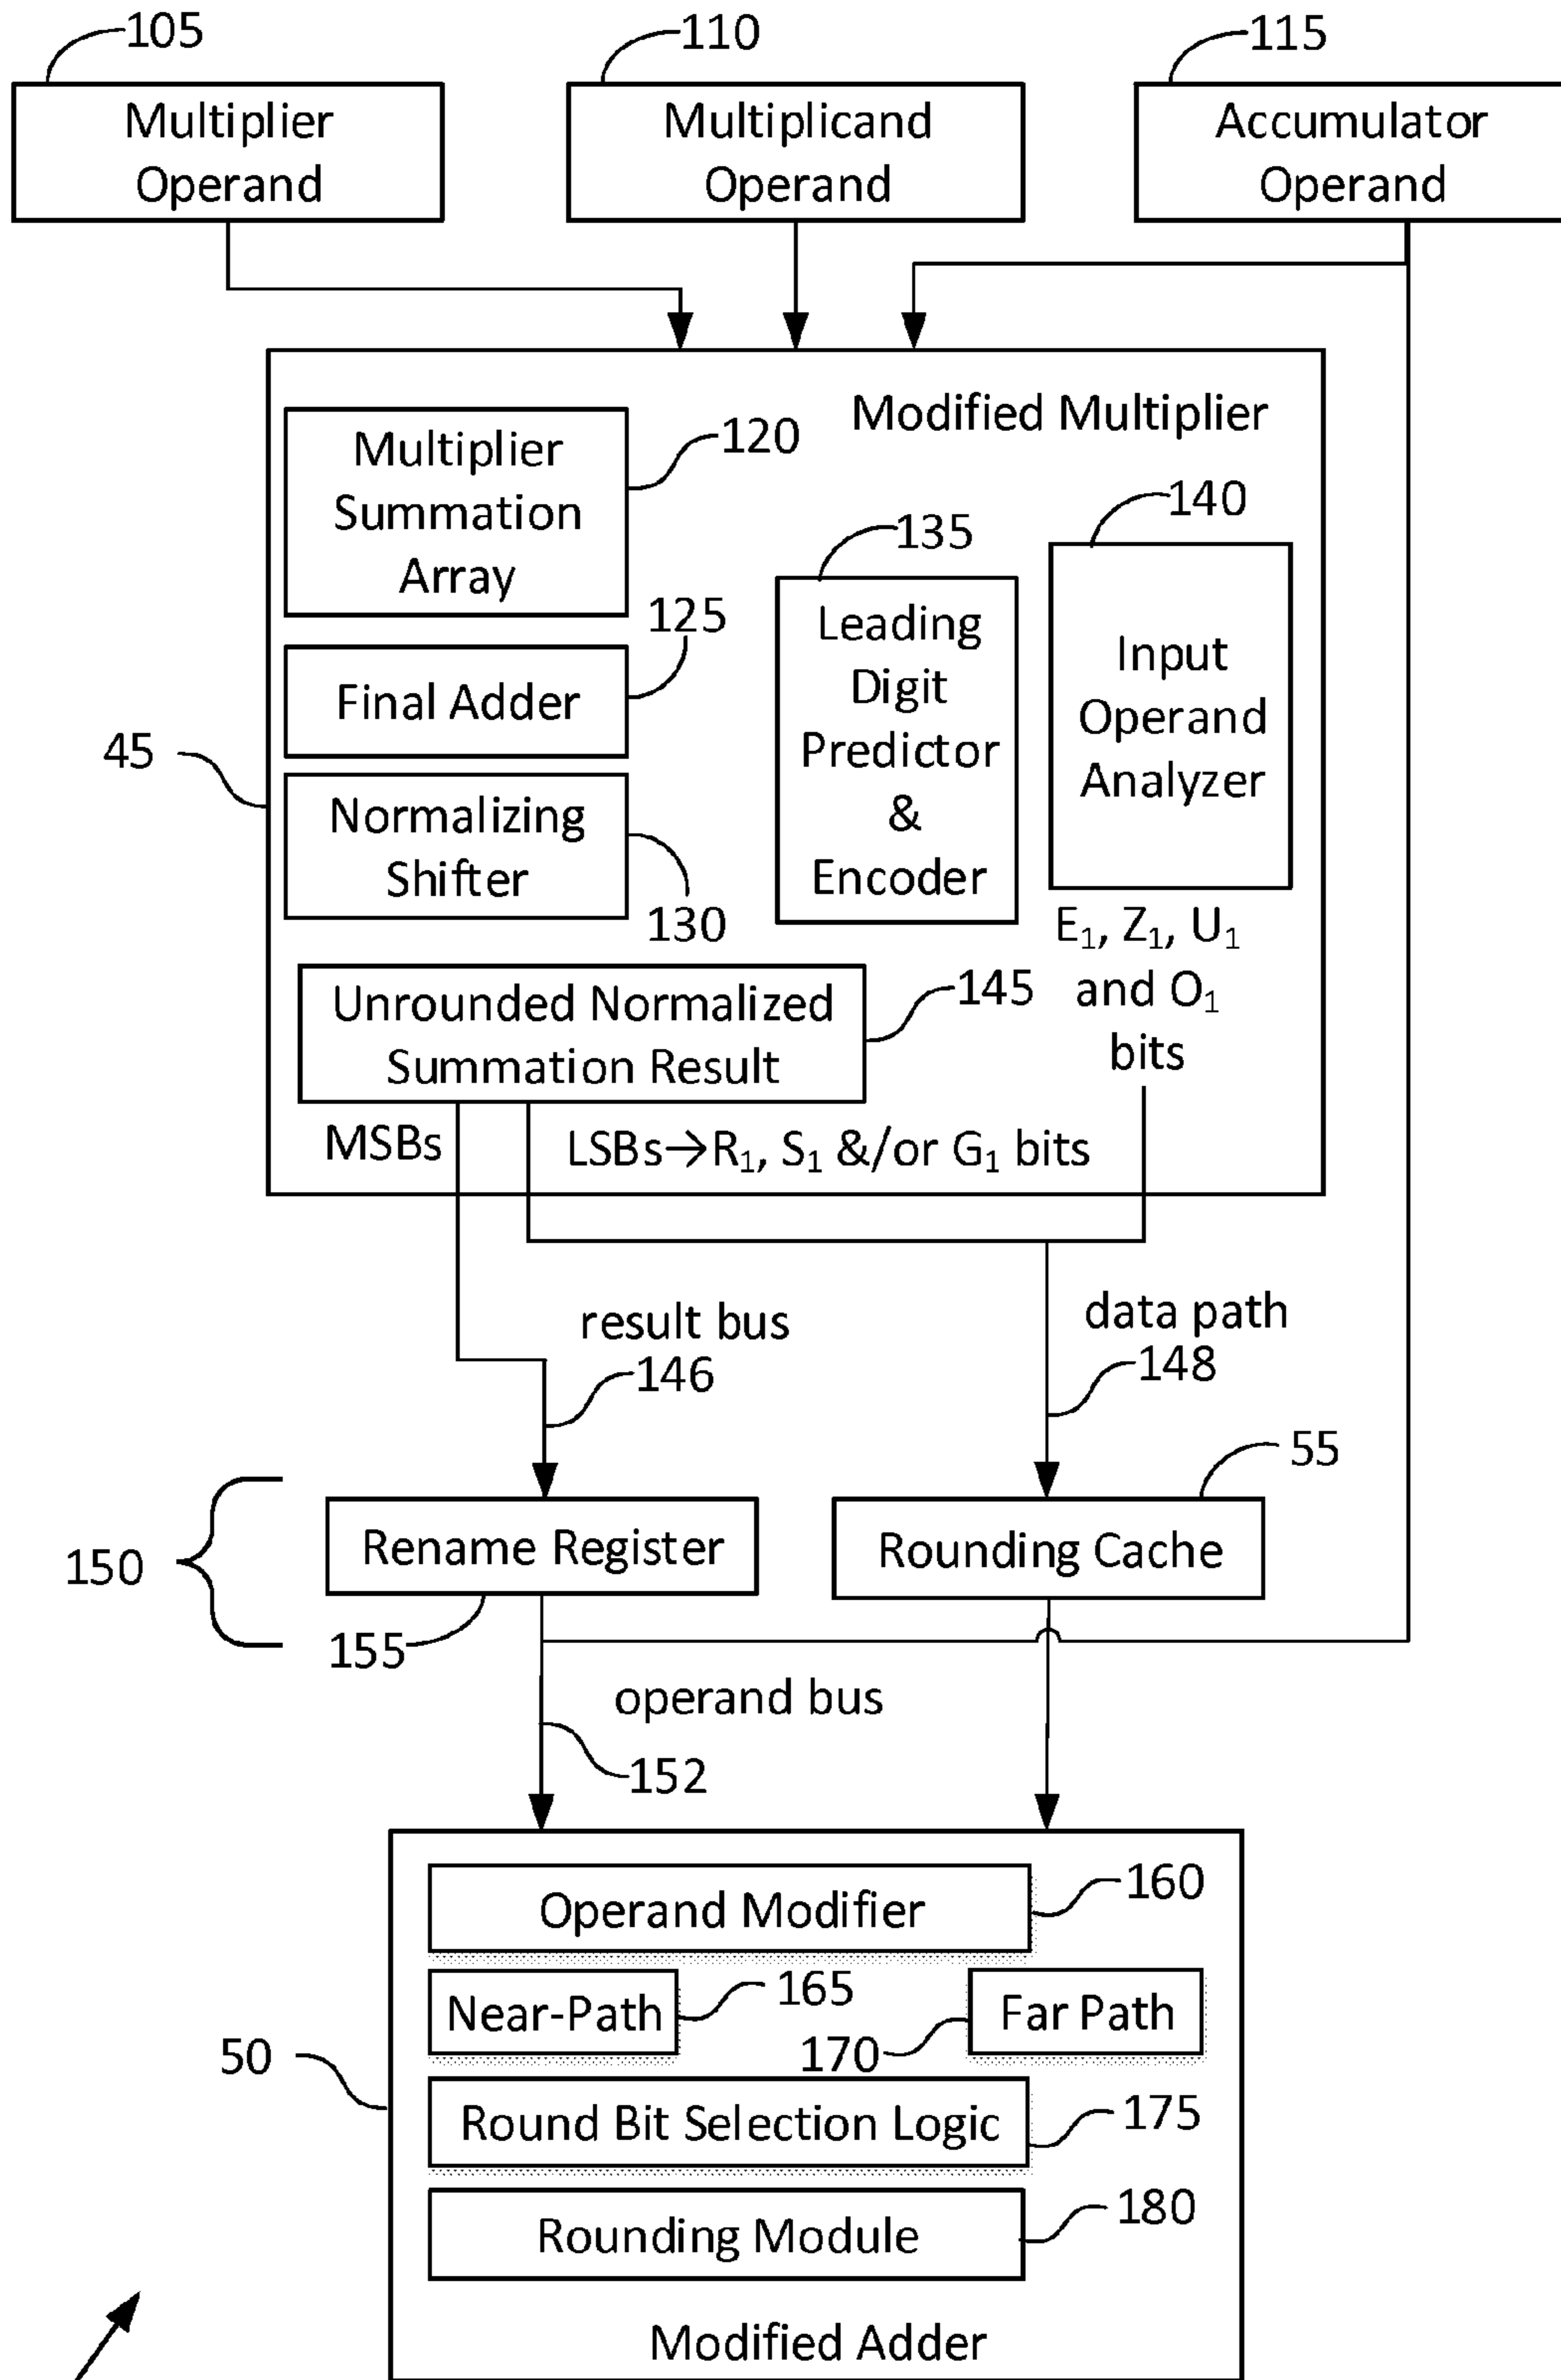 105
110
115
Multiplier
Operand
Multiplicand
Operand
Accumulator
Operand
Modified Multiplier
Multiplier
Summation
Array
120
125
Final Adder
45
Normalizing
Shifter
130
135
Leading
Digit
Predictor
&
Encoder
140
Input
Operand
Analyzer
E₁, Z₁, U₁
and O₁
bits
Unrounded Normalized
Summation Result
145
MSBs
LSBs→R₁, S₁ &/or G₁ bits
result bus
146
data path
148
55
150
Rename Register
Rounding Cache
155
operand bus
152
Operand Modifier
160
Near-Path
165
Far Path
170
50
Round Bit Selection Logic
175
Rounding Module
180
Modified Adder